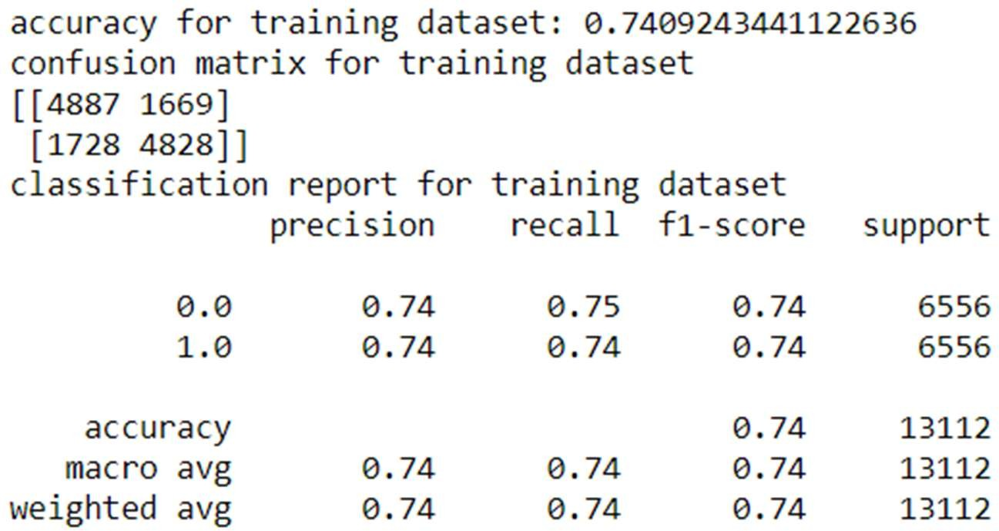 accuracy for training dataset: 0.7409243441122636
confusion matrix for training dataset
[[4887 1669]
 [1728 4828]]
classification report for training dataset
              precision    recall  f1-score   support

         0.0       0.74      0.75      0.74      6556
         1.0       0.74      0.74      0.74      6556

    accuracy                           0.74     13112
   macro avg       0.74      0.74      0.74     13112
weighted avg       0.74      0.74      0.74     13112